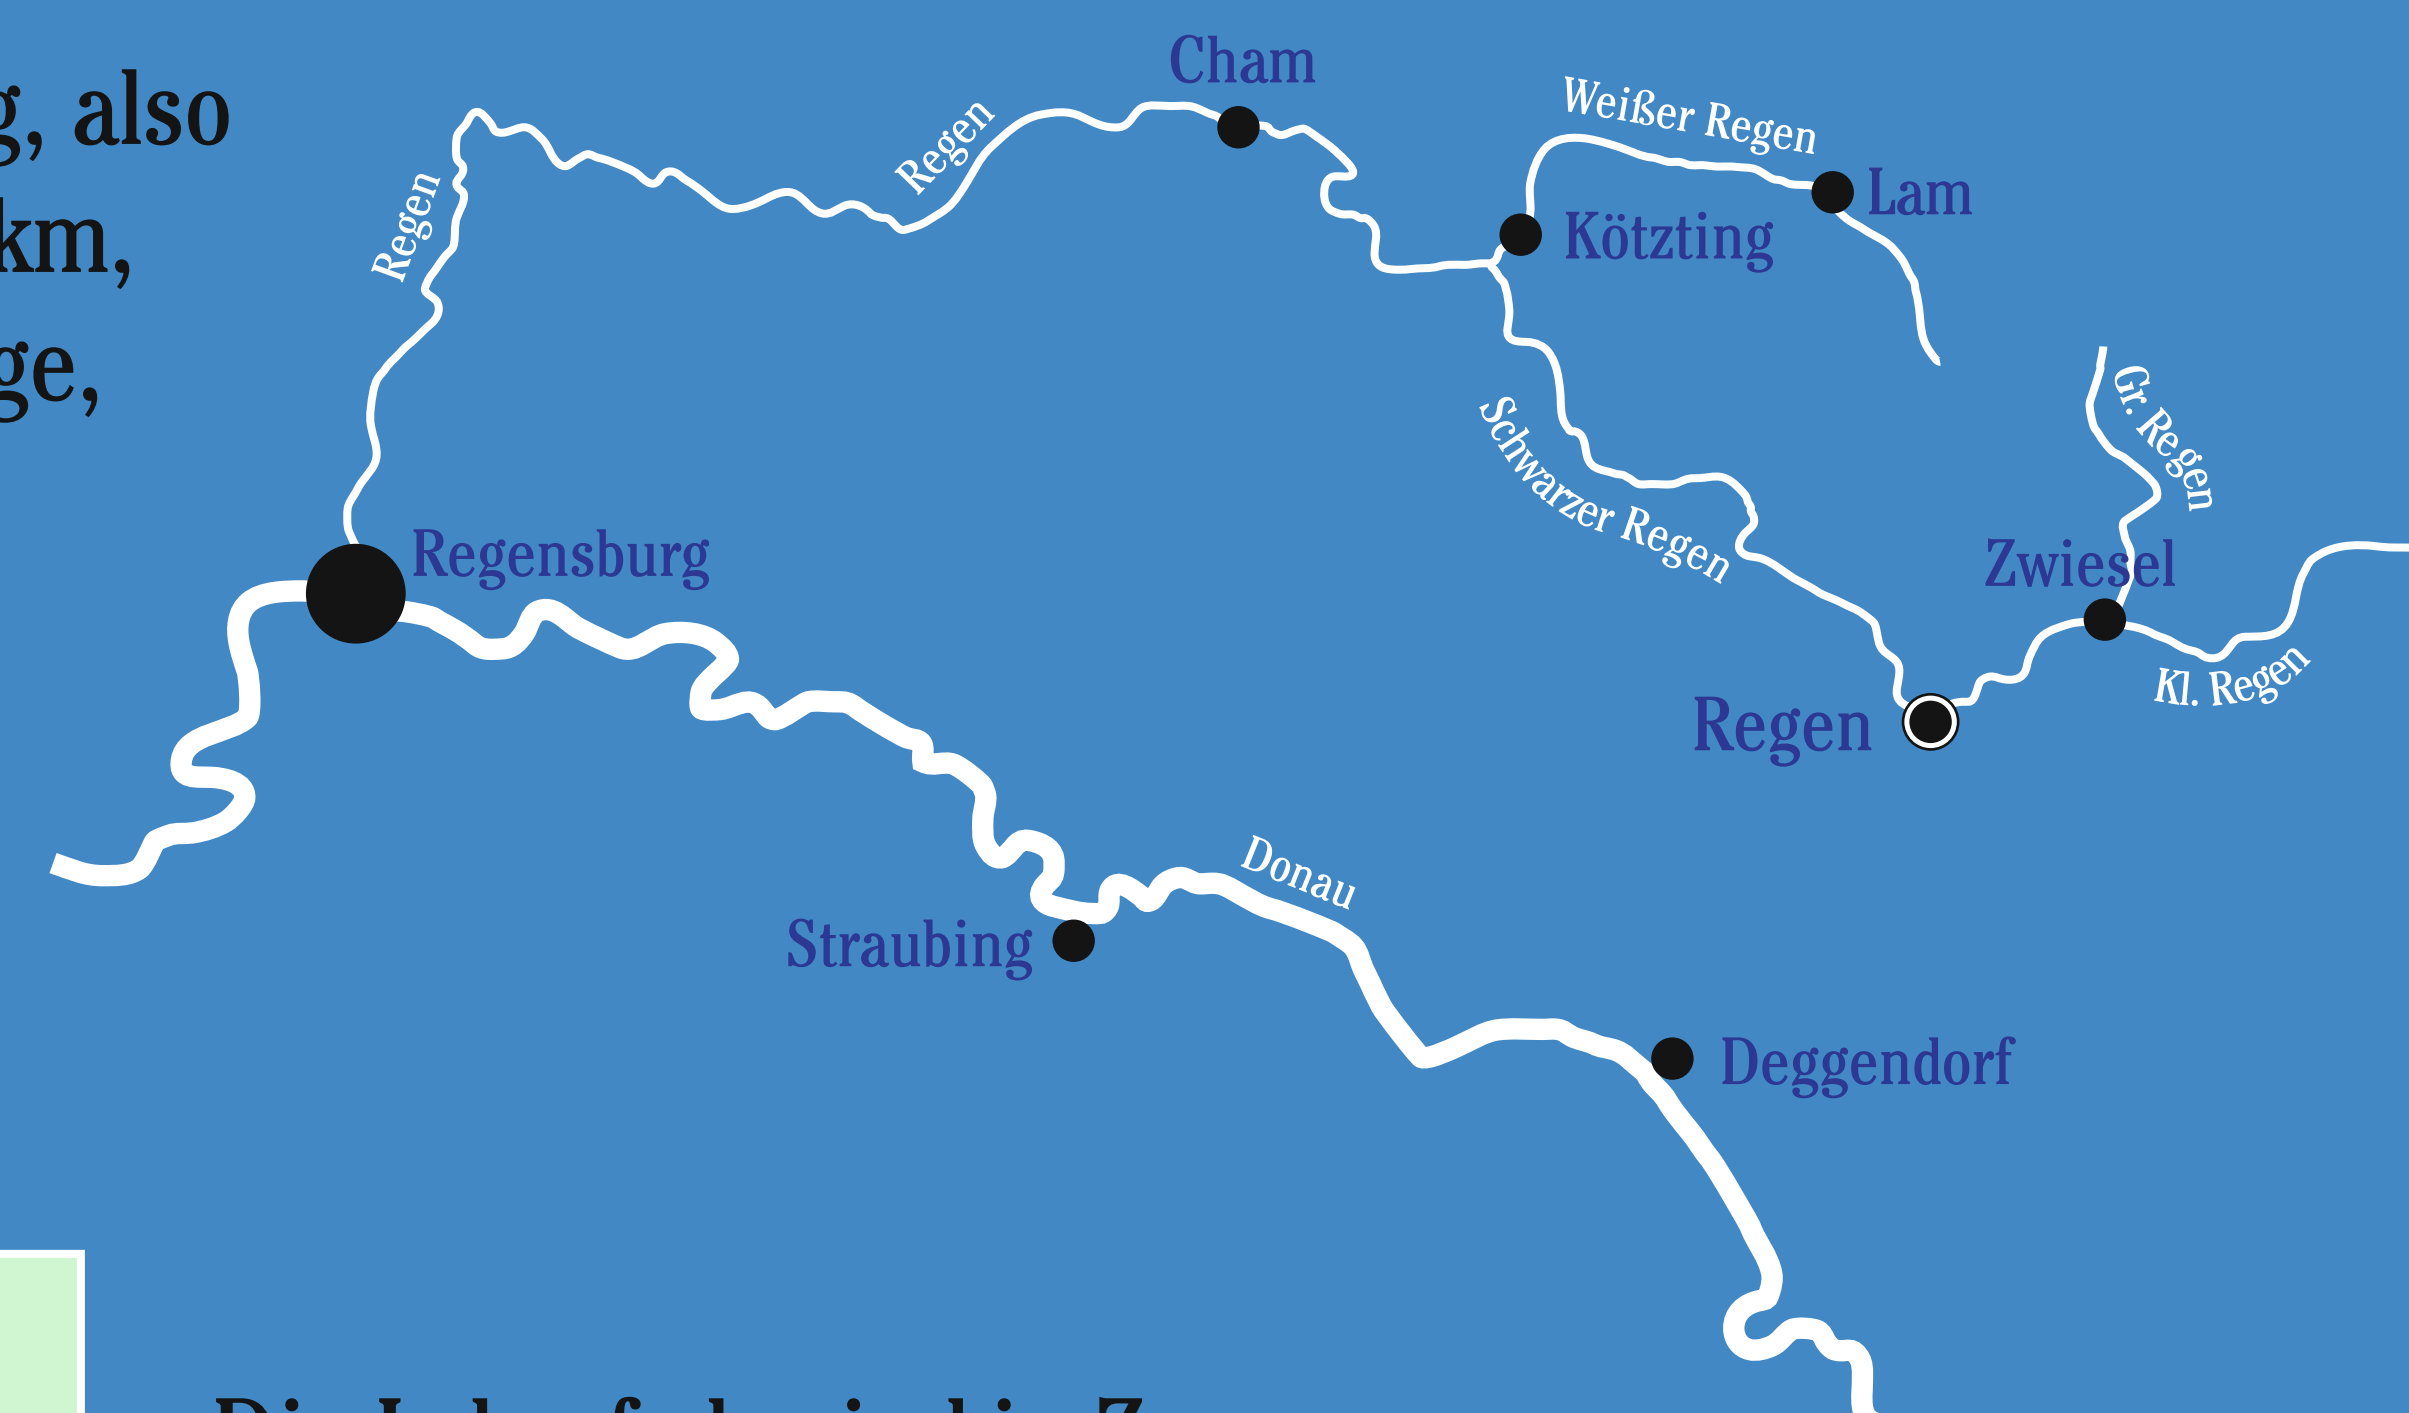 also
km,
Cham
Weißer Regen
Lam
Kötzting
Regen
Regen
Gr. Regen
Schwarzer Regen
Regensburg
Zwiesel
Kl. Regen
Regen
Donau
Straubing
Deggendorf